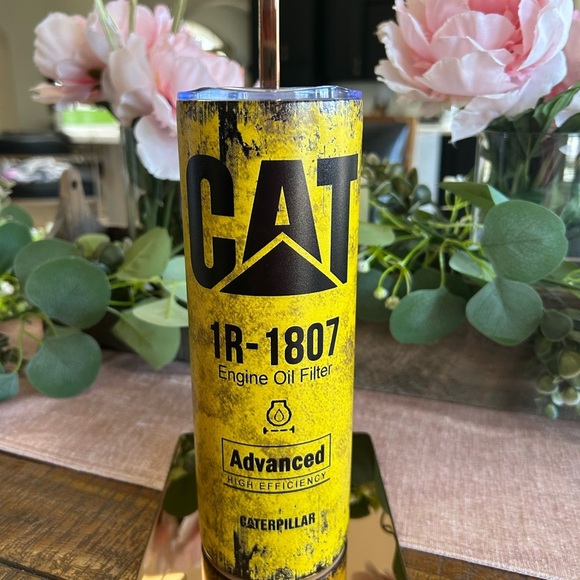 CAT
1R-1807
Engine Oil Filter
Advanced
HIGH EFFICIENCY
CATERPILLAR